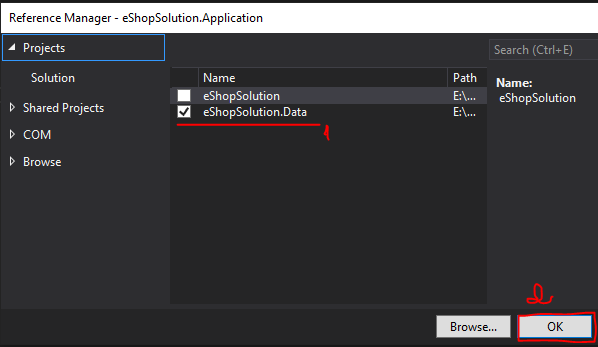 Reference Manager - eShopSolution.Application
Projects
Solution
Shared Projects
COM
Browse
Name
Path
eShopSolution
E:\...
eShopSolution.Data
E:\...
Search (Ctrl+E)
Name:
eShopSolution
1
2
Browse...
OK